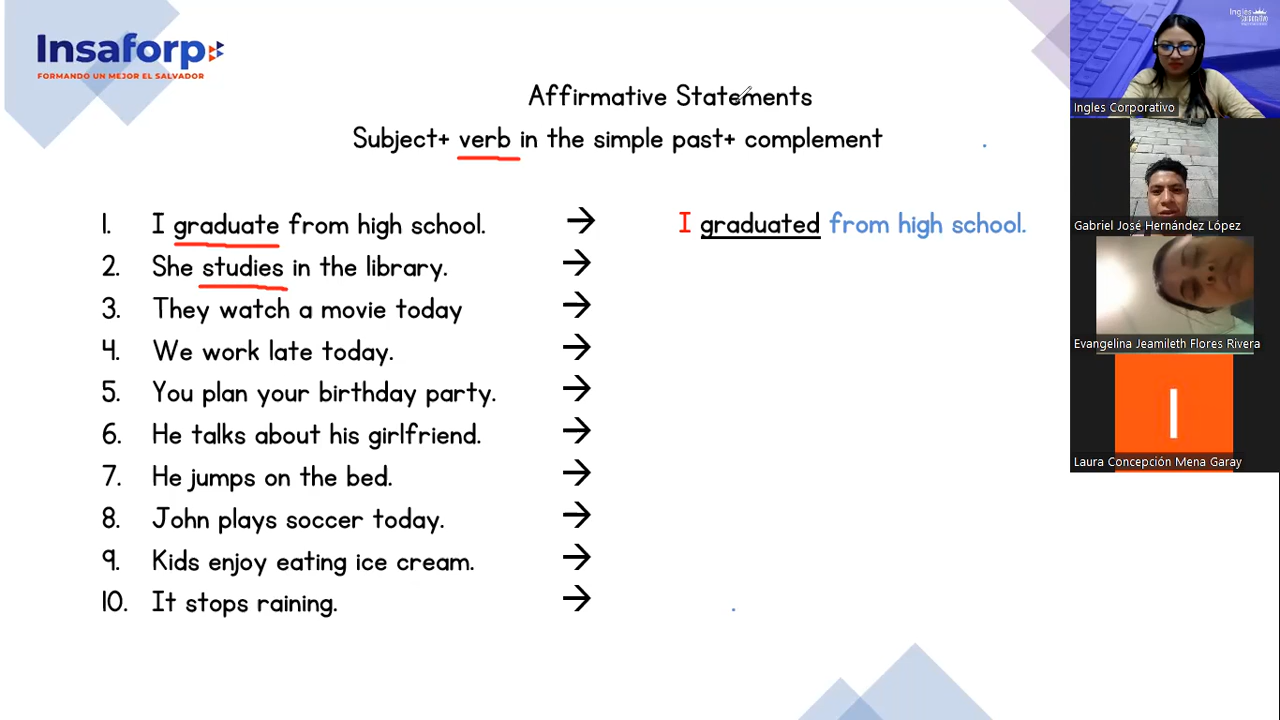 Insaforp
FORMANDO UN MEJOR EL SALVADOR
Affirmative Statements
Subject+ verb in the simple past+ complement
1. I graduate from high school. → I graduated from high school.
2. She studies in the library. →
3. They watch a movie today →
4. We work late today. →
5. You plan your birthday party. →
6. He talks about his girlfriend. →
7. He jumps on the bed. →
8. John plays soccer today. →
9. Kids enjoy eating ice cream. →
10. It stops raining. →
Ingles
Ingles Corporativo
Gabriel José Hernández López
Evangelina Jeamileth Flores Rivera
I
Laura Concepción Mena Garay